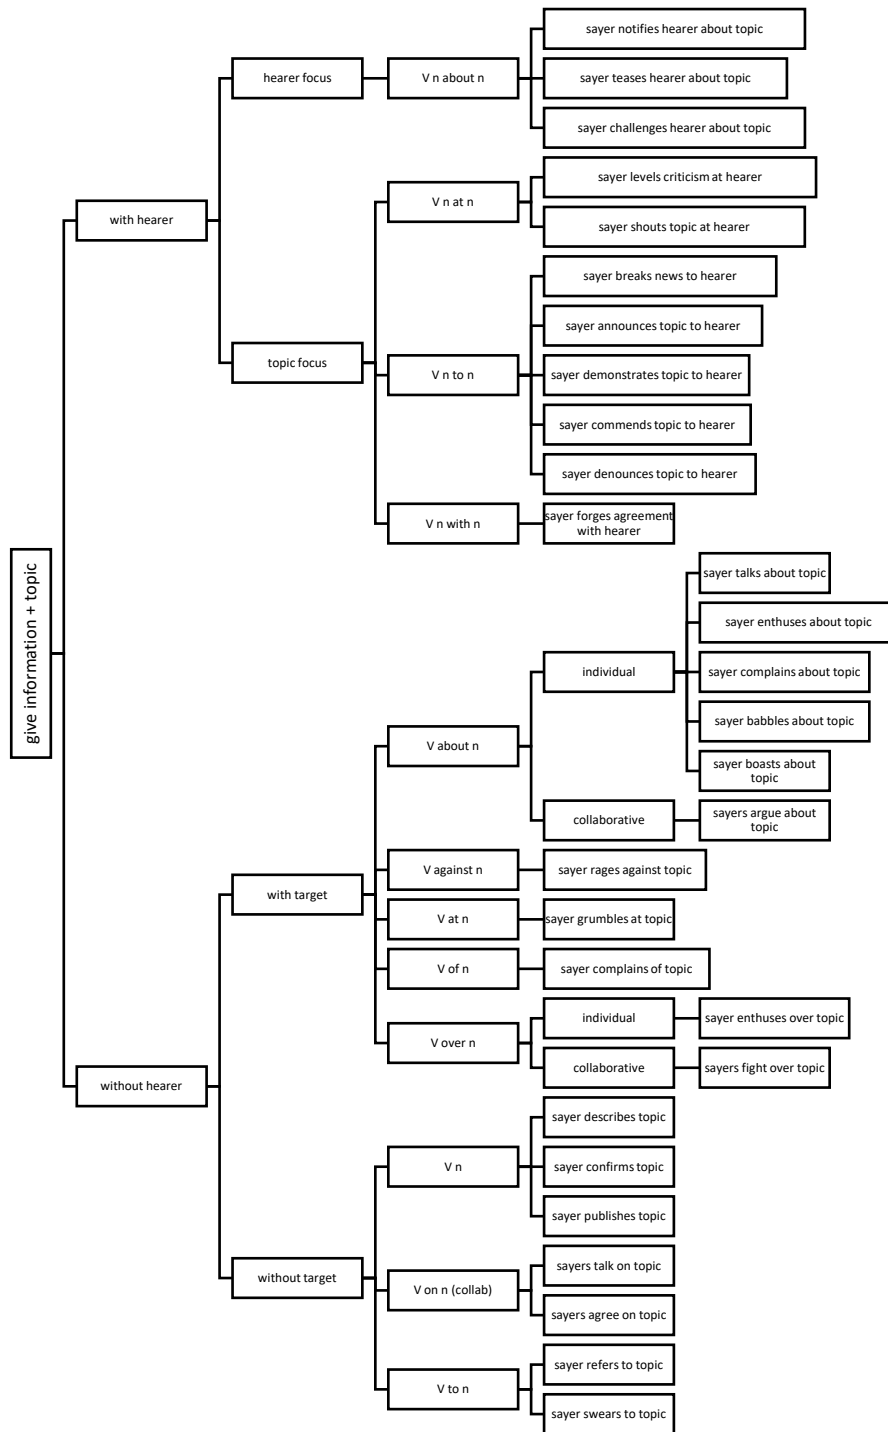 sayer notifies hearer about topic
hearer focus
V n about n
sayer teases hearer about topic
sayer challenges hearer about topic
with hearer
V n at n
sayer levels criticism at hearer
sayer shouts topic at hearer
topic focus
sayer breaks news to hearer
sayer announces topic to hearer
V n to n
sayer demonstrates topic to hearer
sayer commends topic to hearer
sayer denounces topic to hearer
V n with n
sayer forges agreement
with hearer
give information + topic
sayer talks about topic
sayer enthuses about topic
individual
sayer complains about topic
V about n
sayer babbles about topic
sayer boasts about
topic
collaborative
sayers argue about
topic
with target
V against n
sayer rages against topic
V at n
sayer grumbles at topic
V of n
sayer complains of topic
V over n
individual
sayer enthuses over topic
collaborative
sayers fight over topic
without hearer
sayer describes topic
V n
sayer confirms topic
sayer publishes topic
without target
V on n (collab)
sayers talk on topic
sayers agree on topic
V to n
sayer refers to topic
sayer swears to topic